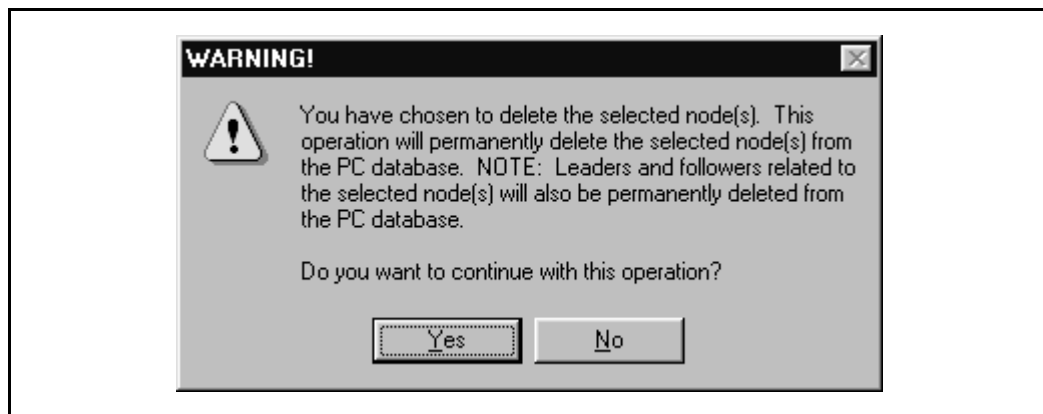 WARNING!
You have chosen to delete the selected node(s).  This
operation will permanently delete the selected node(s) from
the PC database.  NOTE:  Leaders and followers related to
the selected node(s) will also be permanently deleted from
the PC database.
Do you want to continue with this operation?
Yes
No